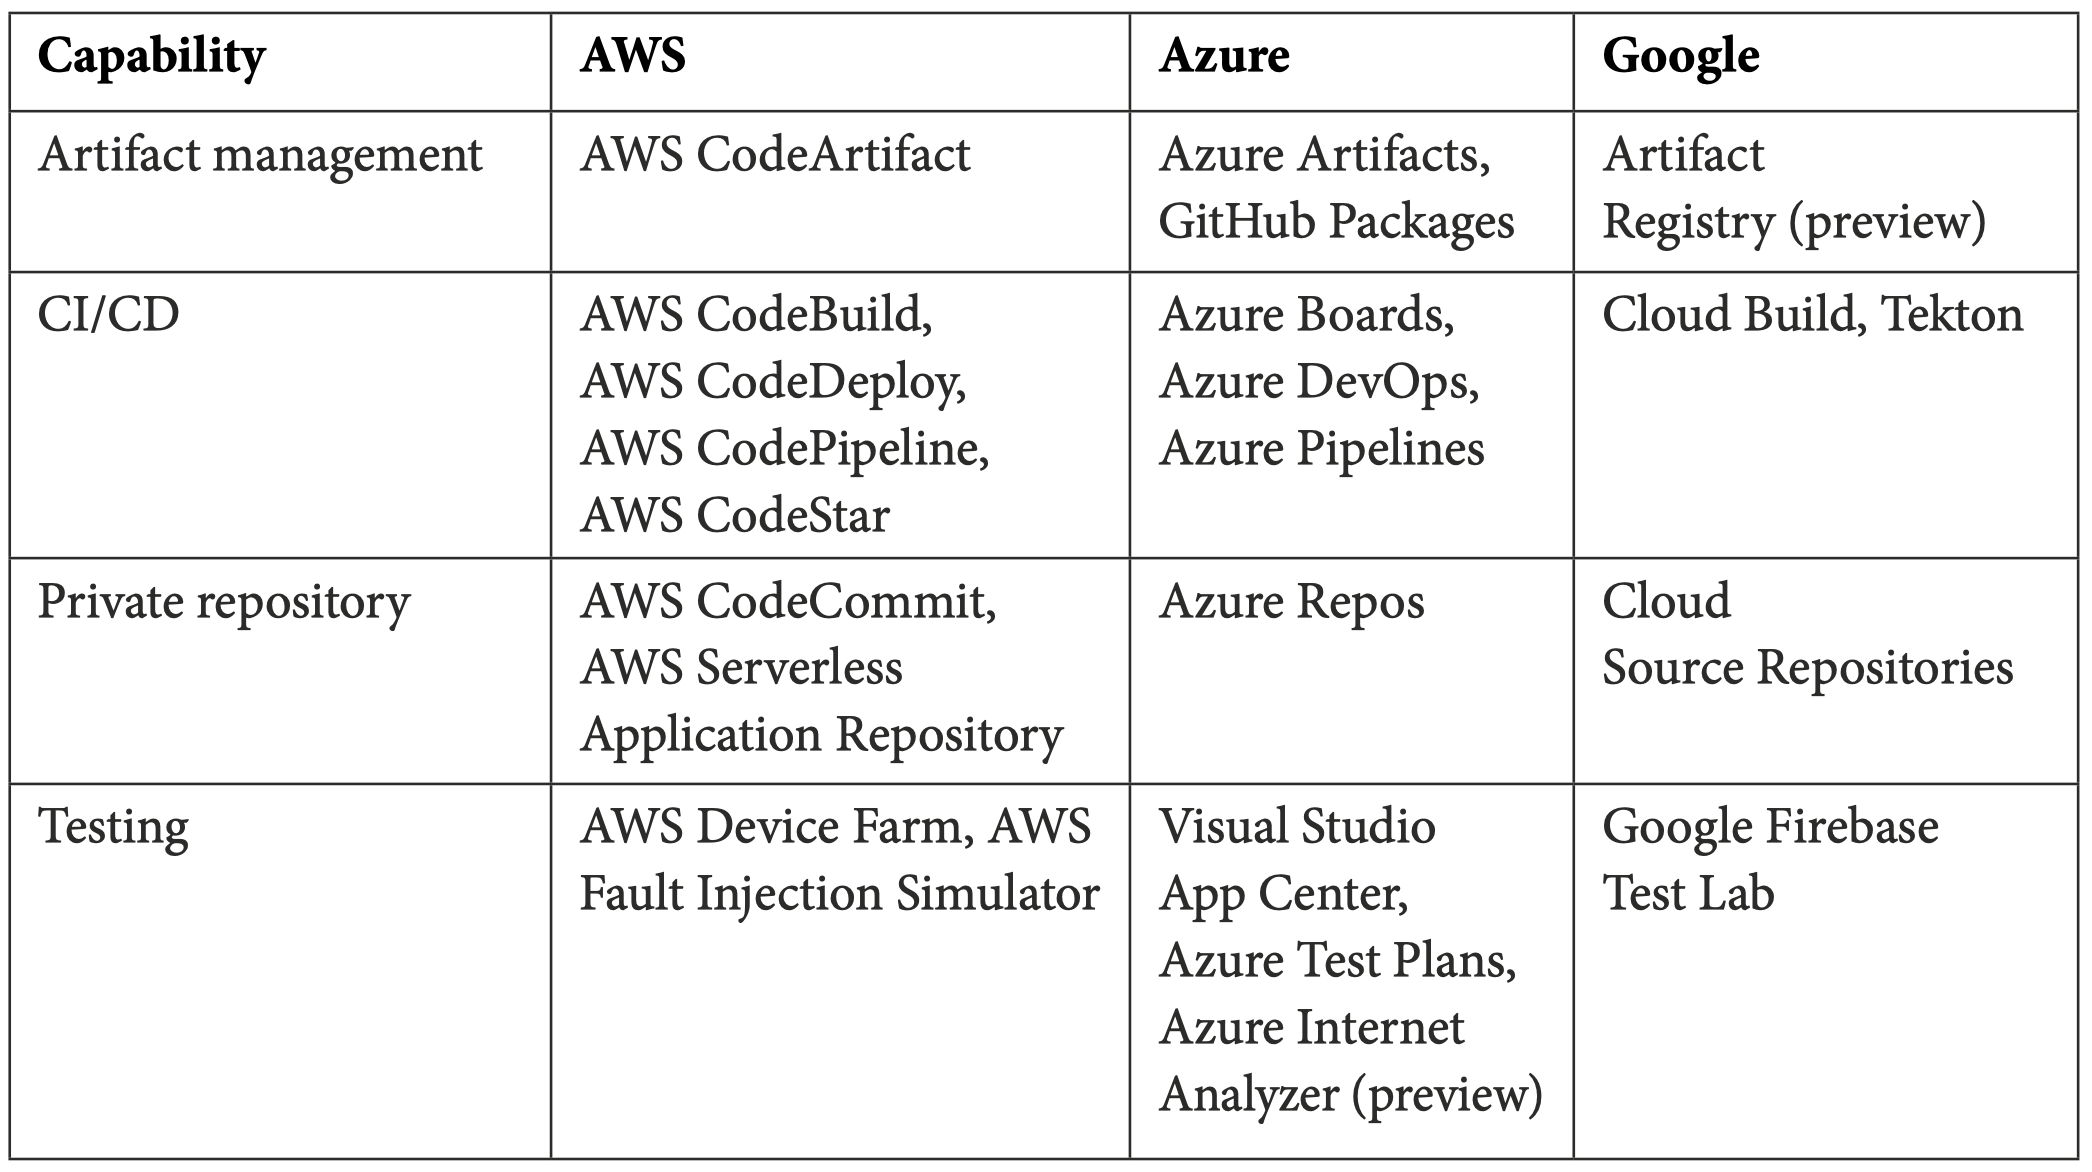 Capability AWS Azure Google
Artifact management AWS CodeArtifact Azure Artifacts, Artifact
GitHub Packages Registry (preview)
CI/CD AWS CodeBuild, Azure Boards, Cloud Build, Tekton
AWS CodeDeploy, Azure DevOps,
AWS CodePipeline, Azure Pipelines
AWS CodeStar
Private repository AWS CodeCommit, Azure Repos Cloud
AWS Serverless Source Repositories
Application Repository
Testing AWS Device Farm, AWS Visual Studio Google Firebase
Fault Injection Simulator App Center, Test Lab
Azure Test Plans,
Azure Internet
Analyzer (preview)